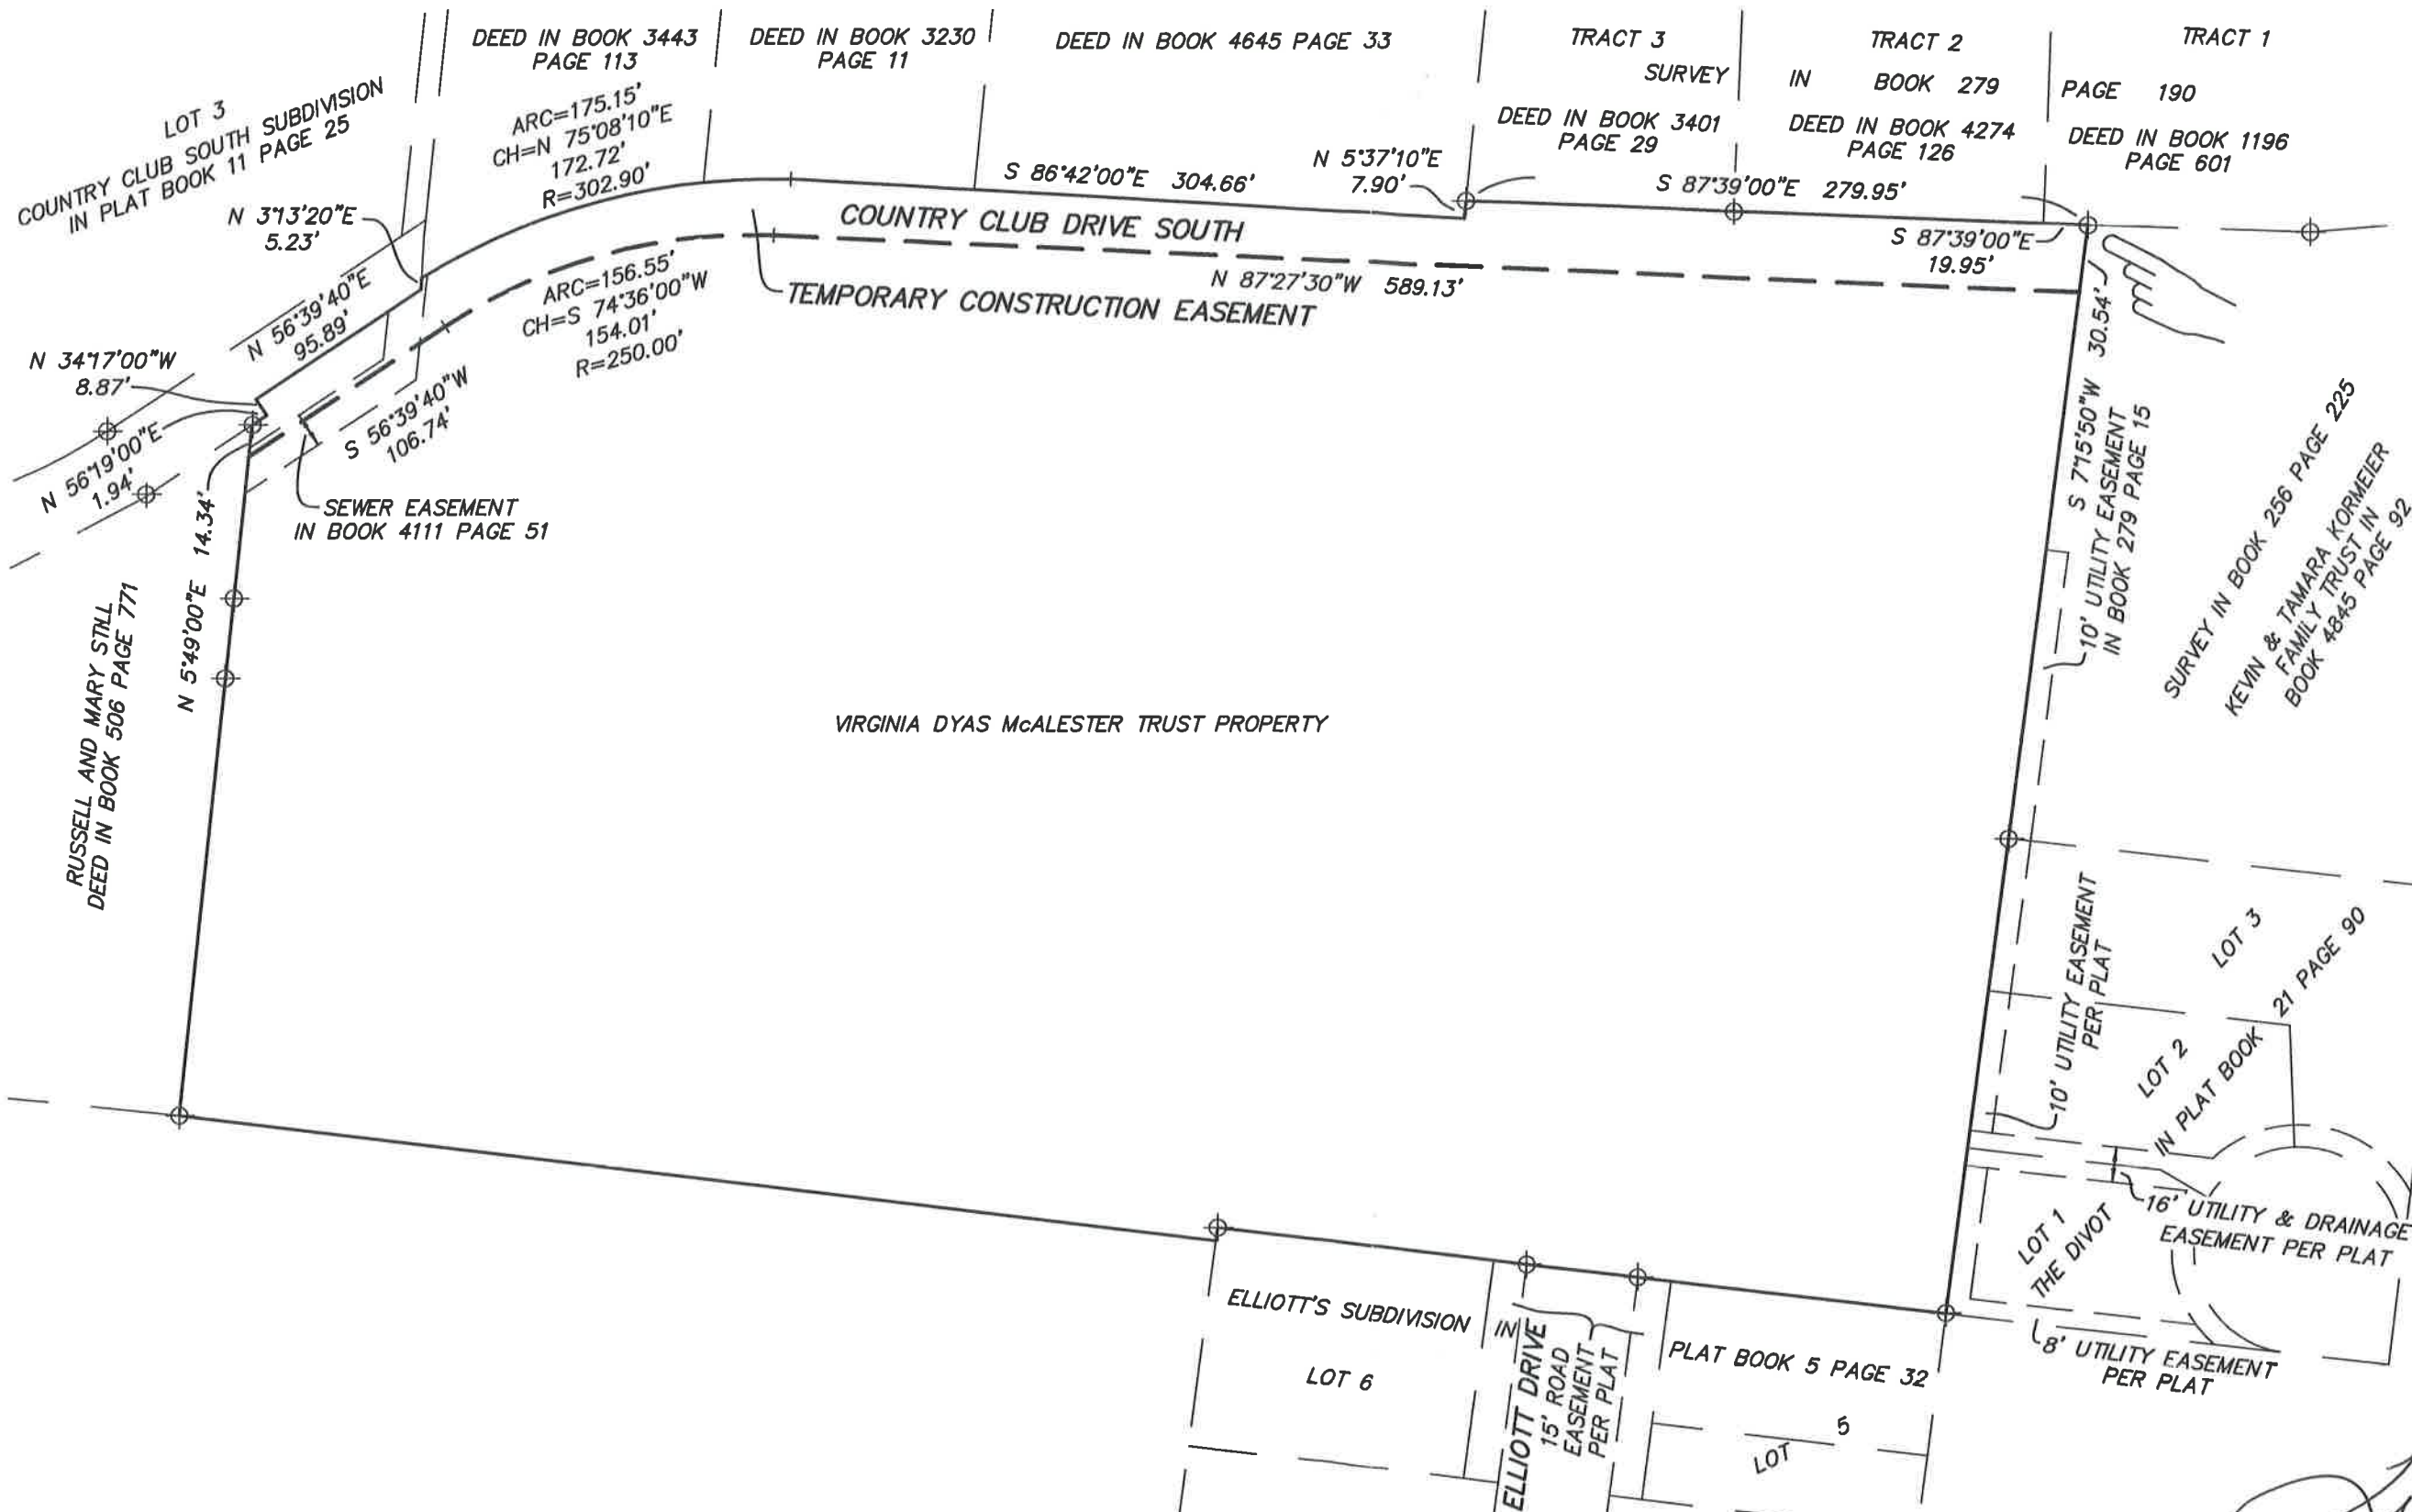 DEED IN BOOK 3443
PAGE 113
DEED IN BOOK 3230
PAGE 11
DEED IN BOOK 4645 PAGE 33
TRACT 3
TRACT 2
TRACT 1
SURVEY
IN
BOOK 279
PAGE 190
DEED IN BOOK 3401
PAGE 29
DEED IN BOOK 4274
PAGE 126
DEED IN BOOK 1196
PAGE 601
LOT 3
COUNTRY CLUB SOUTH SUBDIVISION
IN PLAT BOOK 11 PAGE 25
ARC=175.15'
CH=N 75°08'10"E
172.72'
R=302.90'
N 3°13'20"E
5.23'
S 86°42'00"E 304.66'
N 5°37'10"E
7.90'
S 87°39'00"E 279.95'
COUNTRY CLUB DRIVE SOUTH
S 87°39'00"E
19.95'
N 56°39'40"E
95.89'
ARC=156.55'
CH=S 74°36'00"W
154.01'
R=250.00'
N 87°27'30"W 589.13'
TEMPORARY CONSTRUCTION EASEMENT
N 34°17'00"W
8.87'
S 56°39'40"W
106.74'
N 56°19'00"E
1.94'
SEWER EASEMENT
IN BOOK 4111 PAGE 51
N 5°49'00"E 14.34'
RUSSELL AND MARY STILL
DEED IN BOOK 506 PAGE 771
S 7°15'50"W 30.54'
10' UTILITY EASEMENT
IN BOOK 279 PAGE 15
SURVEY IN BOOK 256 PAGE 225
KEVIN & TAMARA KORMEIER
FAMILY TRUST IN
BOOK 4845 PAGE 92
VIRGINIA DYAS McALESTER TRUST PROPERTY
10' UTILITY EASEMENT
PER PLAT
LOT 3
LOT 2
IN PLAT BOOK 21 PAGE 90
LOT 1
THE DIVOT
16' UTILITY & DRAINAGE
EASEMENT PER PLAT
8' UTILITY EASEMENT
PER PLAT
ELLIOTT'S SUBDIVISION
IN
PLAT BOOK 5 PAGE 32
LOT 6
ELLIOTT DRIVE
15' ROAD
EASEMENT
PER PLAT
LOT 5